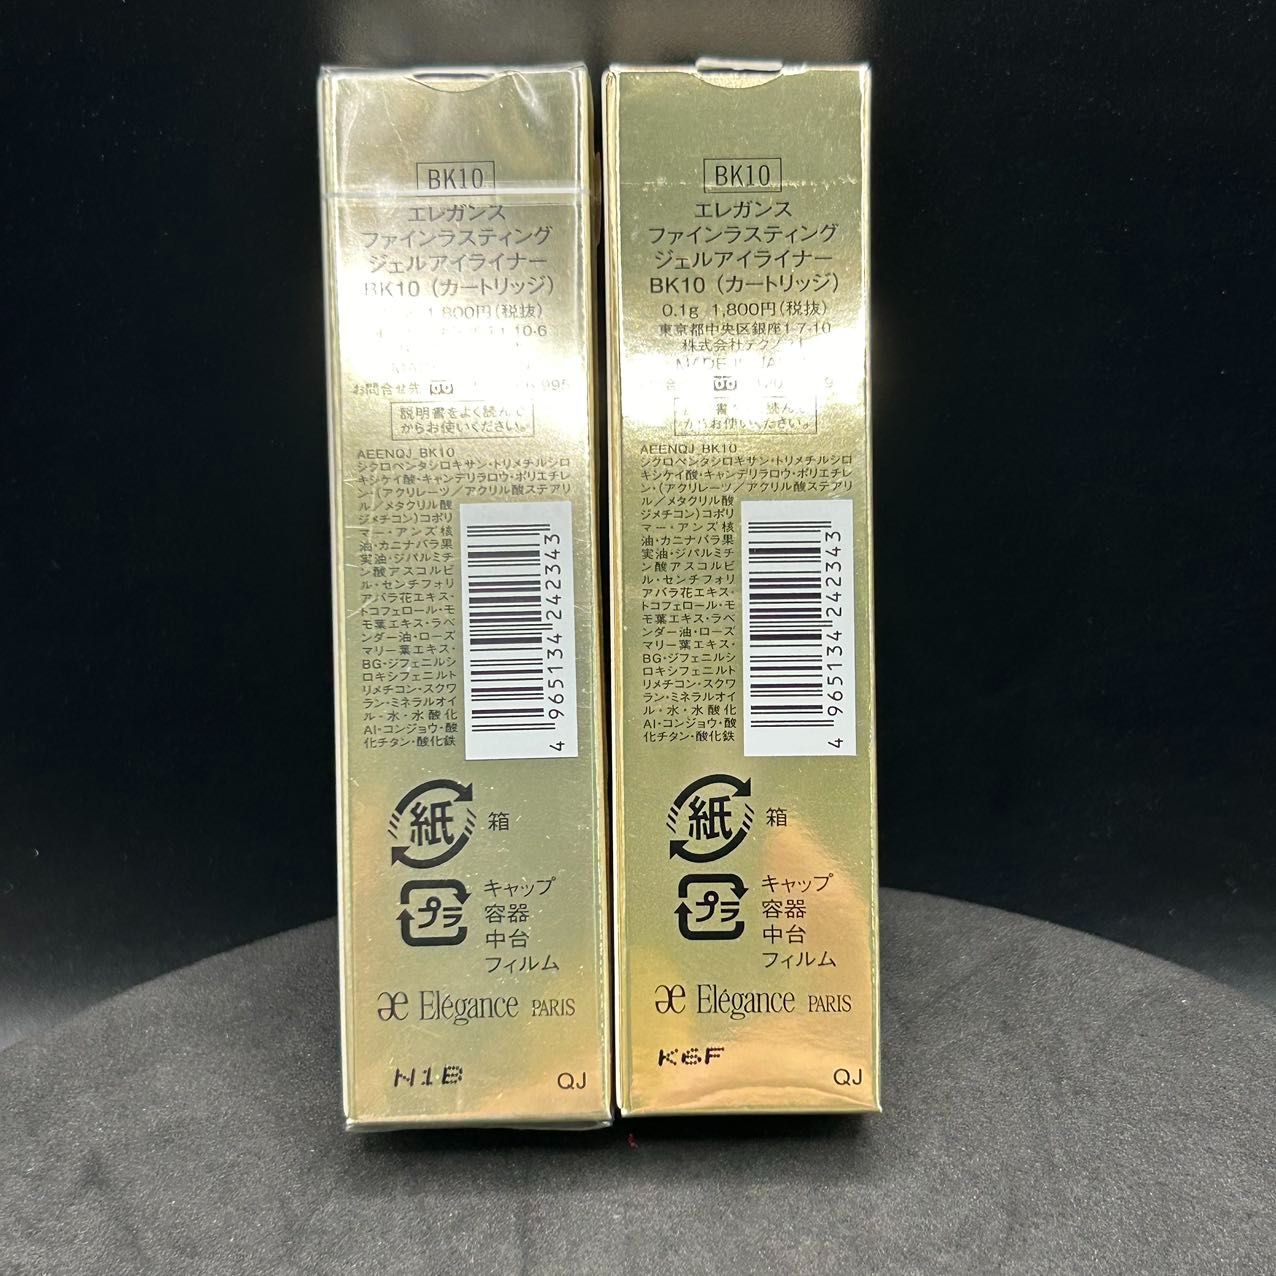 BK10
エレガンス
ファインラスティング
ジェルアイライナー
BK10（カートリッジ）
1,800円(税抜)
お問合せ先
説明書をよく読んで
からお使いください。
AEENQJ BK10
シクロペンタシロキサン・トリメチルシロ
キシケイ酸・キャンデリラロウ・ポリエチレ
ン・(アクリレーツ／アクリル酸ステアリ
ル／メタクリル酸
ジメチコン)コポリ
マー・アンズ核
油・カニナバラ果
実油・ジパルミチ
ン酸アスコルビ
ル・センチフォリ
アバラ花エキス・
トコフェロール・モ
モ葉エキス・ラベ
ンダー油・ローズ
マリー葉エキス・
BG・ジフェニルシ
ロキシフェニルト
リメチコン・スクワ
ラン・ミネラルオイ
ル・水・水酸化
Al・コンジョウ・酸
化チタン・酸化鉄
4 965134 242343
紙 箱
プラ キャップ
容器
中台
フィルム
æ Elégance PARIS
N1B
QJ
BK10
エレガンス
ファインラスティング
ジェルアイライナー
BK10（カートリッジ）
0.1g 1,800円(税抜)
東京都中央区銀座1-7-10
株式会社テクノ
からお使いください。
AEENQJ BK10
シクロペンタシロキサン・トリメチルシロ
キシケイ酸・キャンデリラロウ・ポリエチレ
ン・(アクリレーツ／アクリル酸ステアリ
ル／メタクリル酸
ジメチコン)コポリ
マー・アンズ核
油・カニナバラ果
実油・ジパルミチ
ン酸アスコルビ
ル・センチフォリ
アバラ花エキス・
トコフェロール・モ
モ葉エキス・ラベ
ンダー油・ローズ
マリー葉エキス・
BG・ジフェニルシ
ロキシフェニルト
リメチコン・スクワ
ラン・ミネラルオイ
ル・水・水酸化
Al・コンジョウ・酸
化チタン・酸化鉄
4 965134 242343
紙 箱
プラ キャップ
容器
中台
フィルム
æ Elégance PARIS
K6F
QJ